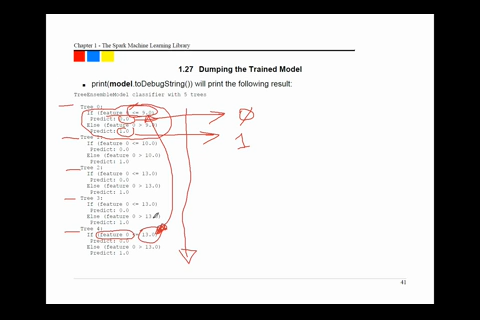 Chapter 1 - The Spark Machine Learning Library
1.27 Dumping the Trained Model
▪ print(model.toDebugString()) will print the following result:
TreeEnsembleModel classifier with 5 trees
Tree 0:
If (feature 0 <= 9.0)
Predict: 0.0
Else (feature 0 > 9.0)
Predict: 1.0
Tree 1:
If (feature 0 <= 10.0)
Predict: 0.0
Else (feature 0 > 10.0)
Predict: 1.0
Tree 2:
If (feature 0 <= 13.0)
Predict: 0.0
Else (feature 0 > 13.0)
Predict: 1.0
Tree 3:
If (feature 0 <= 13.0)
Predict: 0.0
Else (feature 0 > 13.0)
Predict: 1.0
Tree 4:
If (feature 0 <= 13.0)
Predict: 0.0
Else (feature 0 > 13.0)
Predict: 1.0
0
1
41